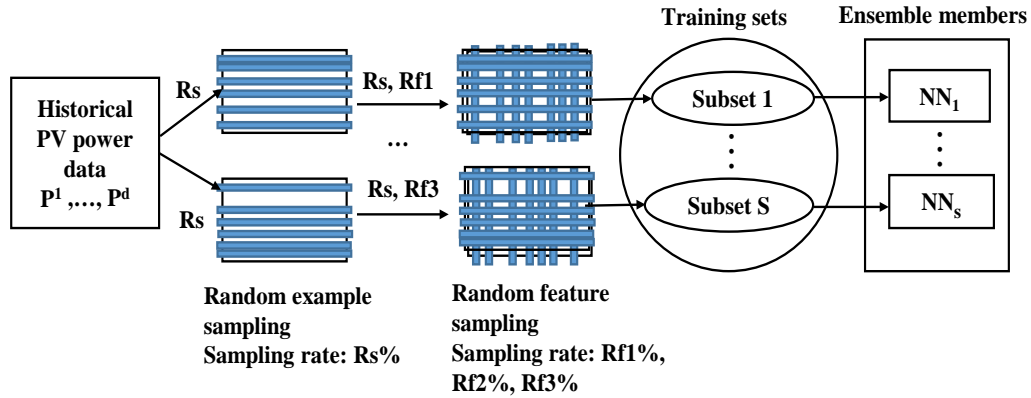 Training sets
Ensemble members
Historical
PV power
data
P¹ ,…, Pᵈ
Rs
Rs
Rs, Rf1
…
Rs, Rf3
Subset 1
Subset S
NN₁
NNₛ
Random example
sampling
Sampling rate: Rs%
Random feature
sampling
Sampling rate: Rf1%,
Rf2%, Rf3%